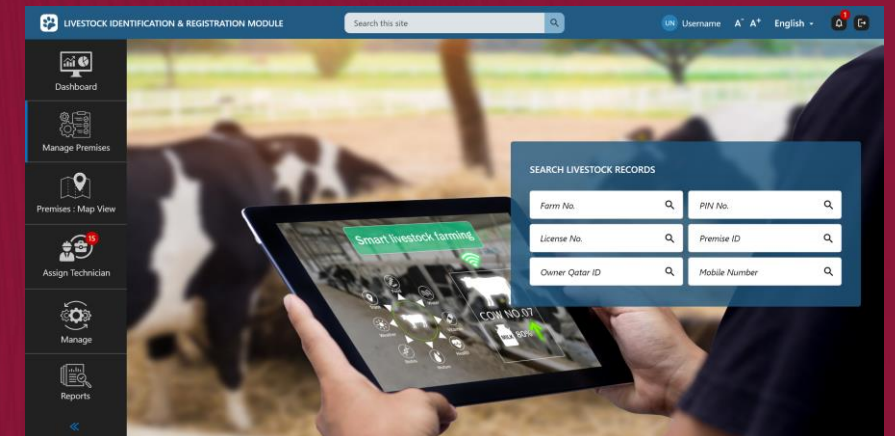 LIVESTOCK IDENTIFICATION & REGISTRATION MODULE
Search this site
UN Username A- A+ English 1
Dashboard
Manage Premises
Premises : Map View
15
Assign Technician
Manage
Reports
SEARCH LIVESTOCK RECORDS
Farm No. PIN No.
License No. Premise ID
Owner Qatar ID Mobile Number
Smart livestock farming
COW NO.07
MILK 80%
Health